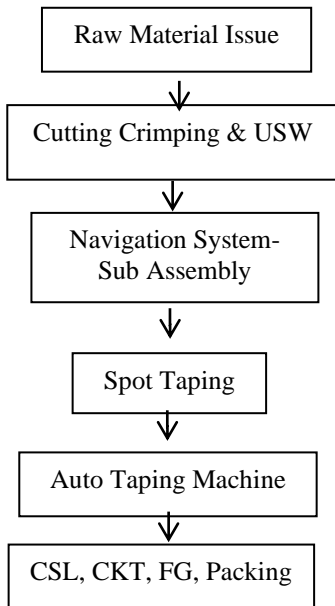 Raw Material Issue
Cutting Crimping & USW
Navigation System-
Sub Assembly
Spot Taping
Auto Taping Machine
CSL, CKT, FG, Packing